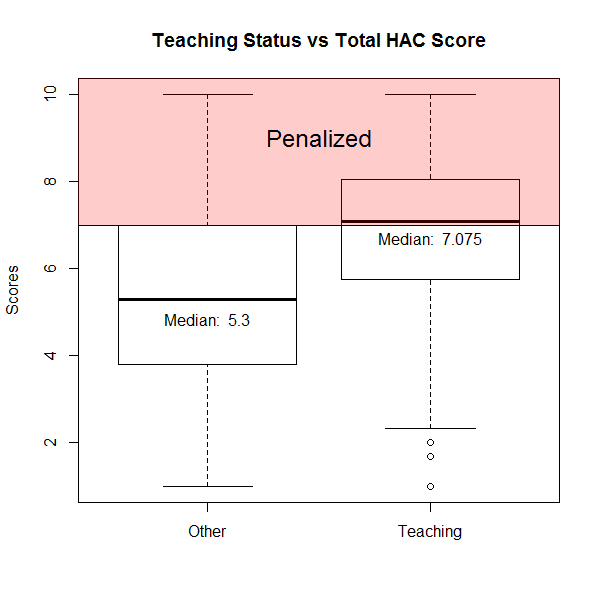 Teaching Status vs Total HAC Score
Penalized
Median:  7.075
Median:  5.3
Scores
10
8
6
4
2
Other
Teaching